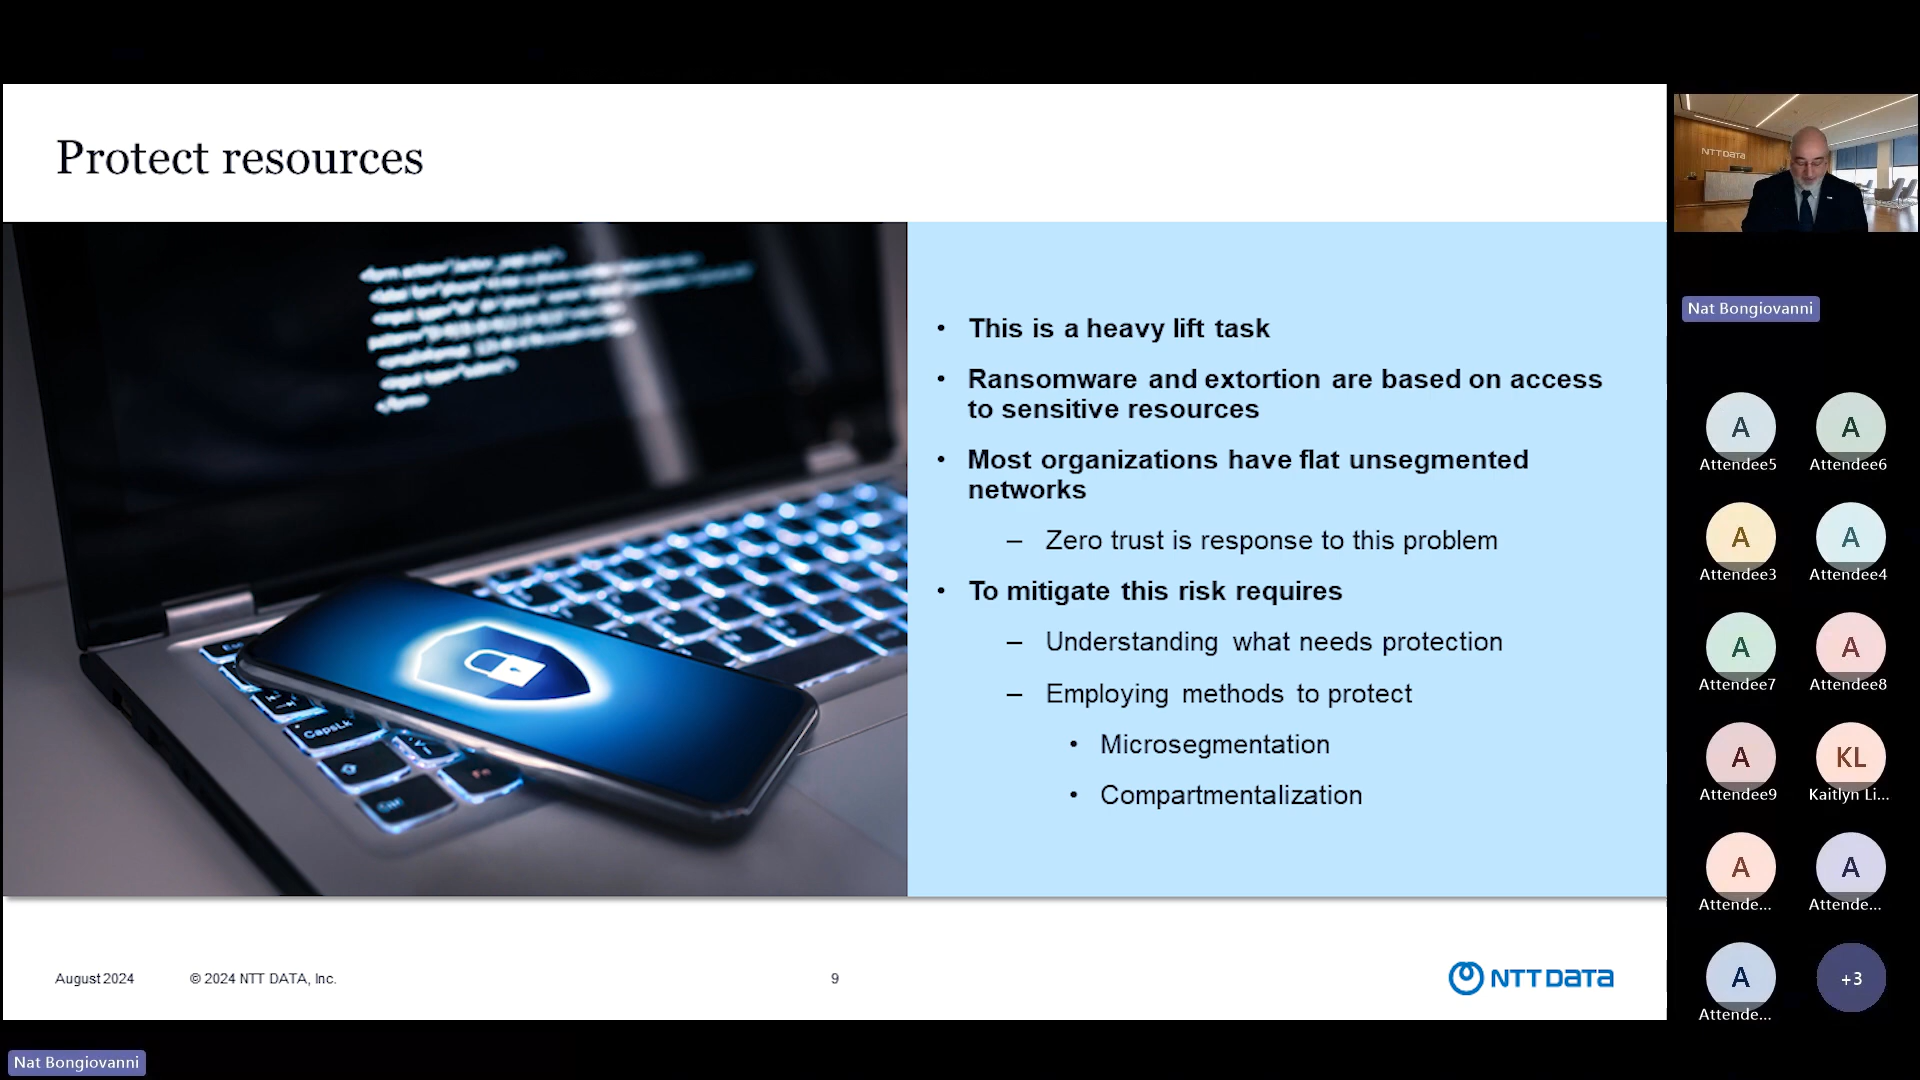 Protect resources
NTT DATA
Nat Bongiovanni
• This is a heavy lift task
• Ransomware and extortion are based on access
to sensitive resources
• Most organizations have flat unsegmented
networks
– Zero trust is response to this problem
• To mitigate this risk requires
– Understanding what needs protection
– Employing methods to protect
• Microsegmentation
• Compartmentalization
CapsLk
August 2024
© 2024 NTT DATA, Inc.
9
NTT DATA
A
Attendee5
A
Attendee6
A
Attendee3
A
Attendee4
A
Attendee7
A
Attendee8
A
Attendee9
KL
Kaitlyn Li...
A
Attende...
A
Attende...
A
Attende...
+3
Nat Bongiovanni